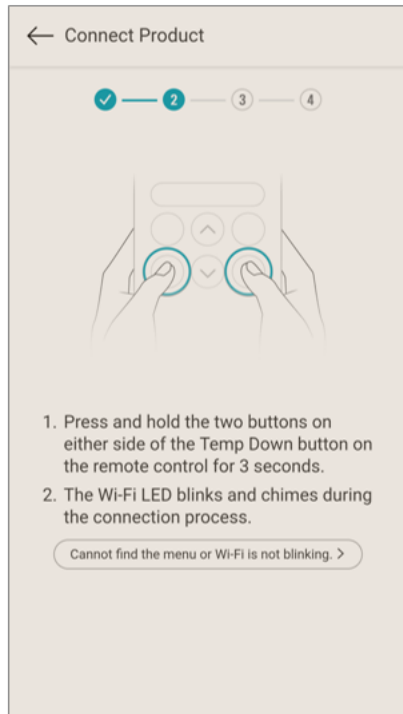 Connect Product
2 3 4
1. Press and hold the two buttons on
either side of the Temp Down button on
the remote control for 3 seconds.
2. The Wi-Fi LED blinks and chimes during
the connection process.
Cannot find the menu or Wi-Fi is not blinking. >